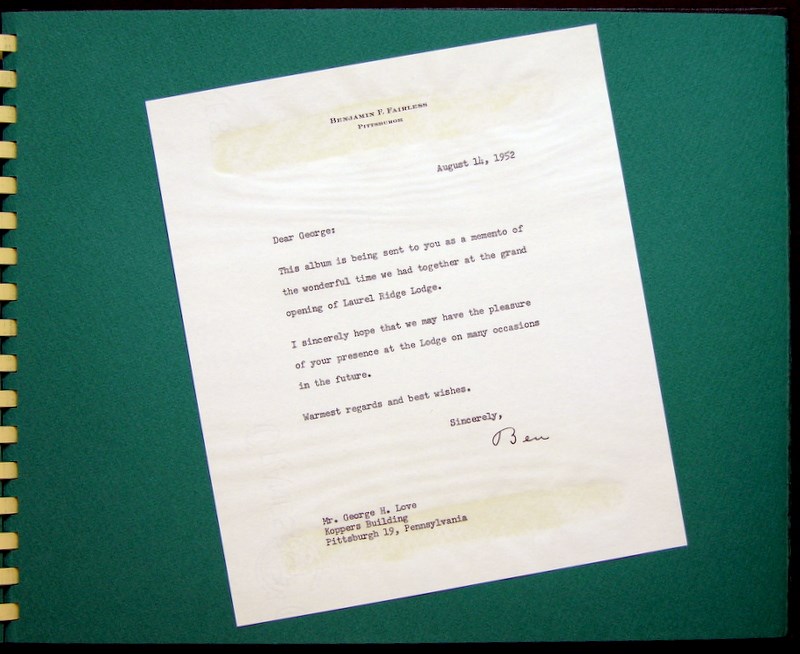 BENJAMIN F. FAIRLESS
PITTSBURGH
August 14, 1952
Dear George:
This album is being sent to you as a memento of
the wonderful time we had together at the grand
opening of Laurel Ridge Lodge.
I sincerely hope that we may have the pleasure
of your presence at the Lodge on many occasions
in the future.
Warmest regards and best wishes.
Sincerely,
Ben
Mr. George H. Love
Koppers Building
Pittsburgh 19, Pennsylvania